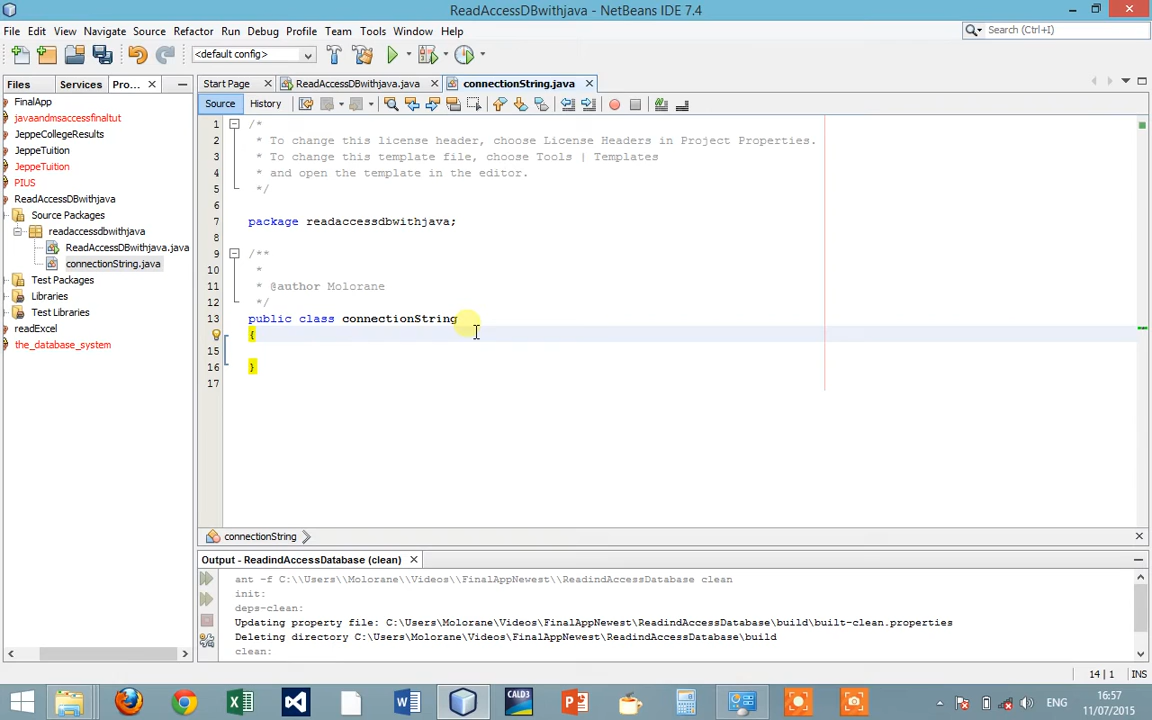 ReadAccessDBwithjava - NetBeans IDE 7.4
File Edit View Navigate Source Refactor Run Debug Profile Team Tools Window Help
Search (Ctrl+I)
<default config>
Files Services Pro...
Start Page ReadAccessDBwithjava.java connectionString.java
Source History
FinalApp
javaandmsaccessfinaltut
JeppeCollegeResults
JeppeTuition
JeppeTuition
PIUS
ReadAccessDBwithjava
Source Packages
readaccessdbwithjava
ReadAccessDBwithjava.java
connectionString.java
Test Packages
Libraries
Test Libraries
readExcel
the_database_system
1 /*
2 * To change this license header, choose License Headers in Project Properties.
3 * To change this template file, choose Tools | Templates
4 * and open the template in the editor.
5 */
6
7 package readaccessdbwithjava;
8
9 /**
10 *
11 * @author Molorane
12 */
13 public class connectionString
{
15
16 }
17
connectionString
Output - ReadindAccessDatabase (clean)
ant -f C:\\Users\\Molorane\\Videos\\FinalAppNewest\\ReadindAccessDatabase clean
init:
deps-clean:
Updating property file: C:\Users\Molorane\Videos\FinalAppNewest\ReadindAccessDatabase\build\built-clean.properties
Deleting directory C:\Users\Molorane\Videos\FinalAppNewest\ReadindAccessDatabase\build
clean:
14 | 1 INS
CALD3
ENG
16:57
11/07/2015